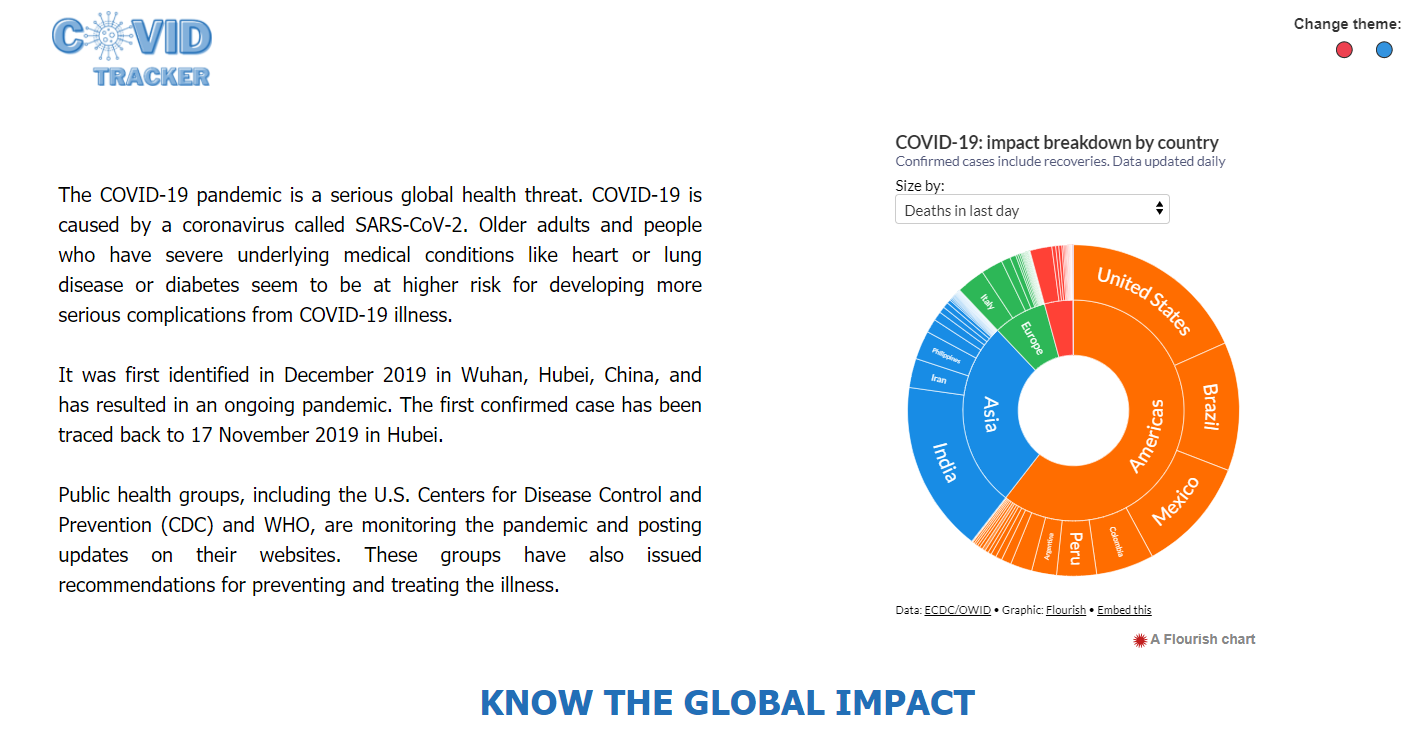 COVID
TRACKER
Change theme:
The COVID-19 pandemic is a serious global health threat. COVID-19 is
caused by a coronavirus called SARS-CoV-2. Older adults and people
who have severe underlying medical conditions like heart or lung
disease or diabetes seem to be at higher risk for developing more
serious complications from COVID-19 illness.
It was first identified in December 2019 in Wuhan, Hubei, China, and
has resulted in an ongoing pandemic. The first confirmed case has been
traced back to 17 November 2019 in Hubei.
Public health groups, including the U.S. Centers for Disease Control and
Prevention (CDC) and WHO, are monitoring the pandemic and posting
updates on their websites. These groups have also issued
recommendations for preventing and treating the illness.
COVID-19: impact breakdown by country
Confirmed cases include recoveries. Data updated daily
Size by:
Deaths in last day
United States
Brazil
Mexico
Colombia
Peru
Argentina
Americas
India
Iran
Philippines
Asia
Italy
Europe
Data: ECDC/OWID • Graphic: Flourish • Embed this
A Flourish chart
KNOW THE GLOBAL IMPACT